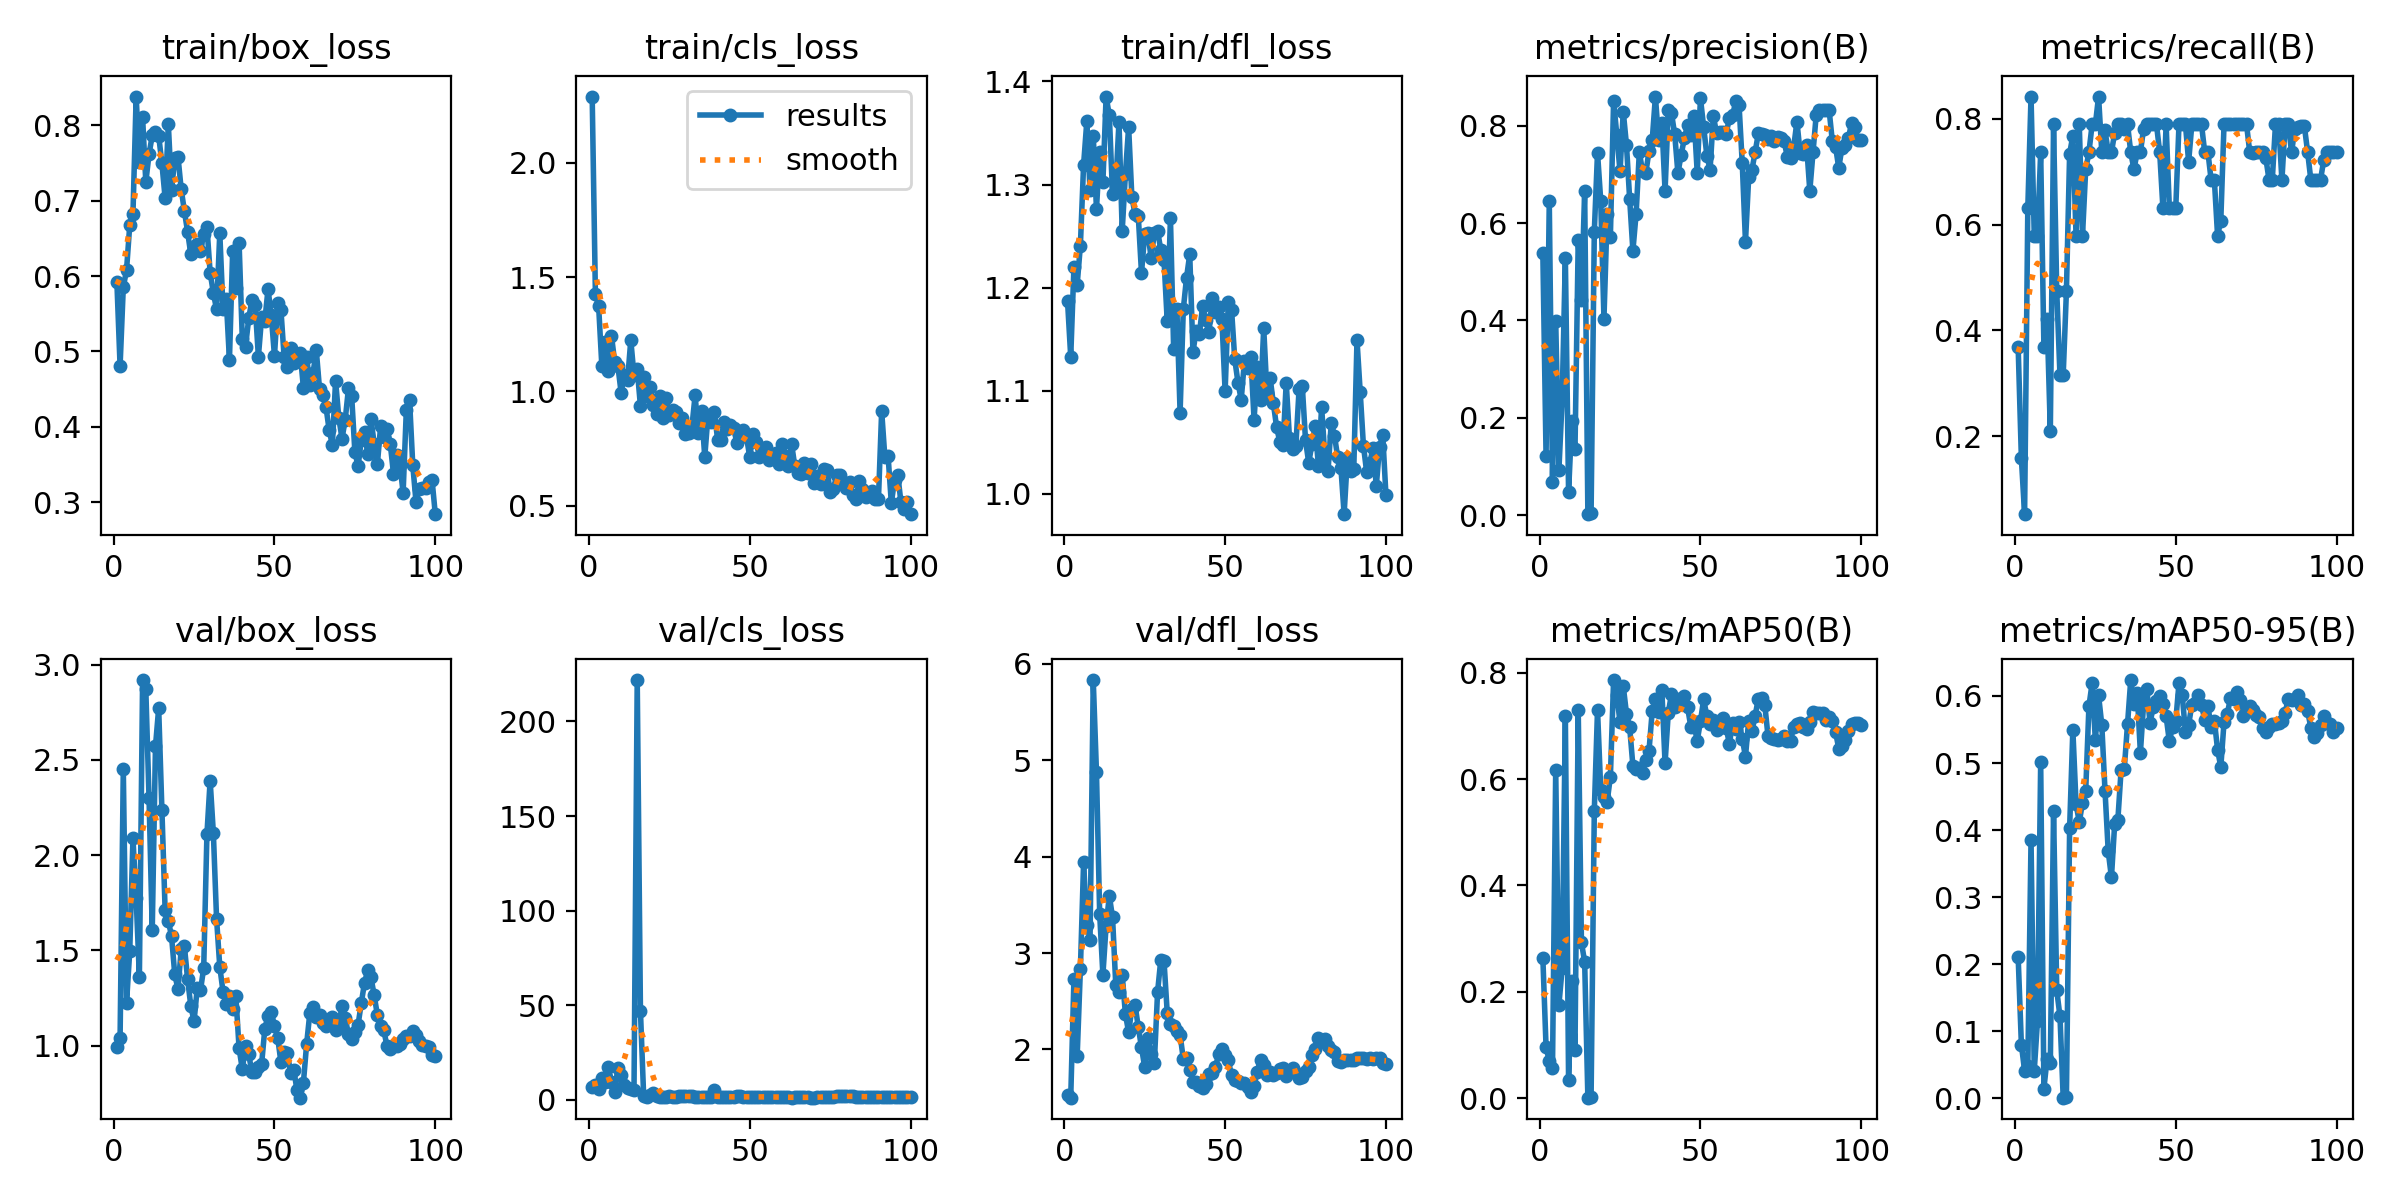 train/box_loss
0.8
0.7
0.6
0.5
0.4
0.3
0 50 100
train/cls_loss
results
smooth
2.0
1.5
1.0
0.5
0 50 100
train/dfl_loss
1.4
1.3
1.2
1.1
1.0
0 50 100
metrics/precision(B)
0.8
0.6
0.4
0.2
0.0
0 50 100
metrics/recall(B)
0.8
0.6
0.4
0.2
0 50 100
val/box_loss
3.0
2.5
2.0
1.5
1.0
0 50 100
val/cls_loss
200
150
100
50
0
0 50 100
val/dfl_loss
6
5
4
3
2
0 50 100
metrics/mAP50(B)
0.8
0.6
0.4
0.2
0.0
0 50 100
metrics/mAP50-95(B)
0.6
0.5
0.4
0.3
0.2
0.1
0.0
0 50 100